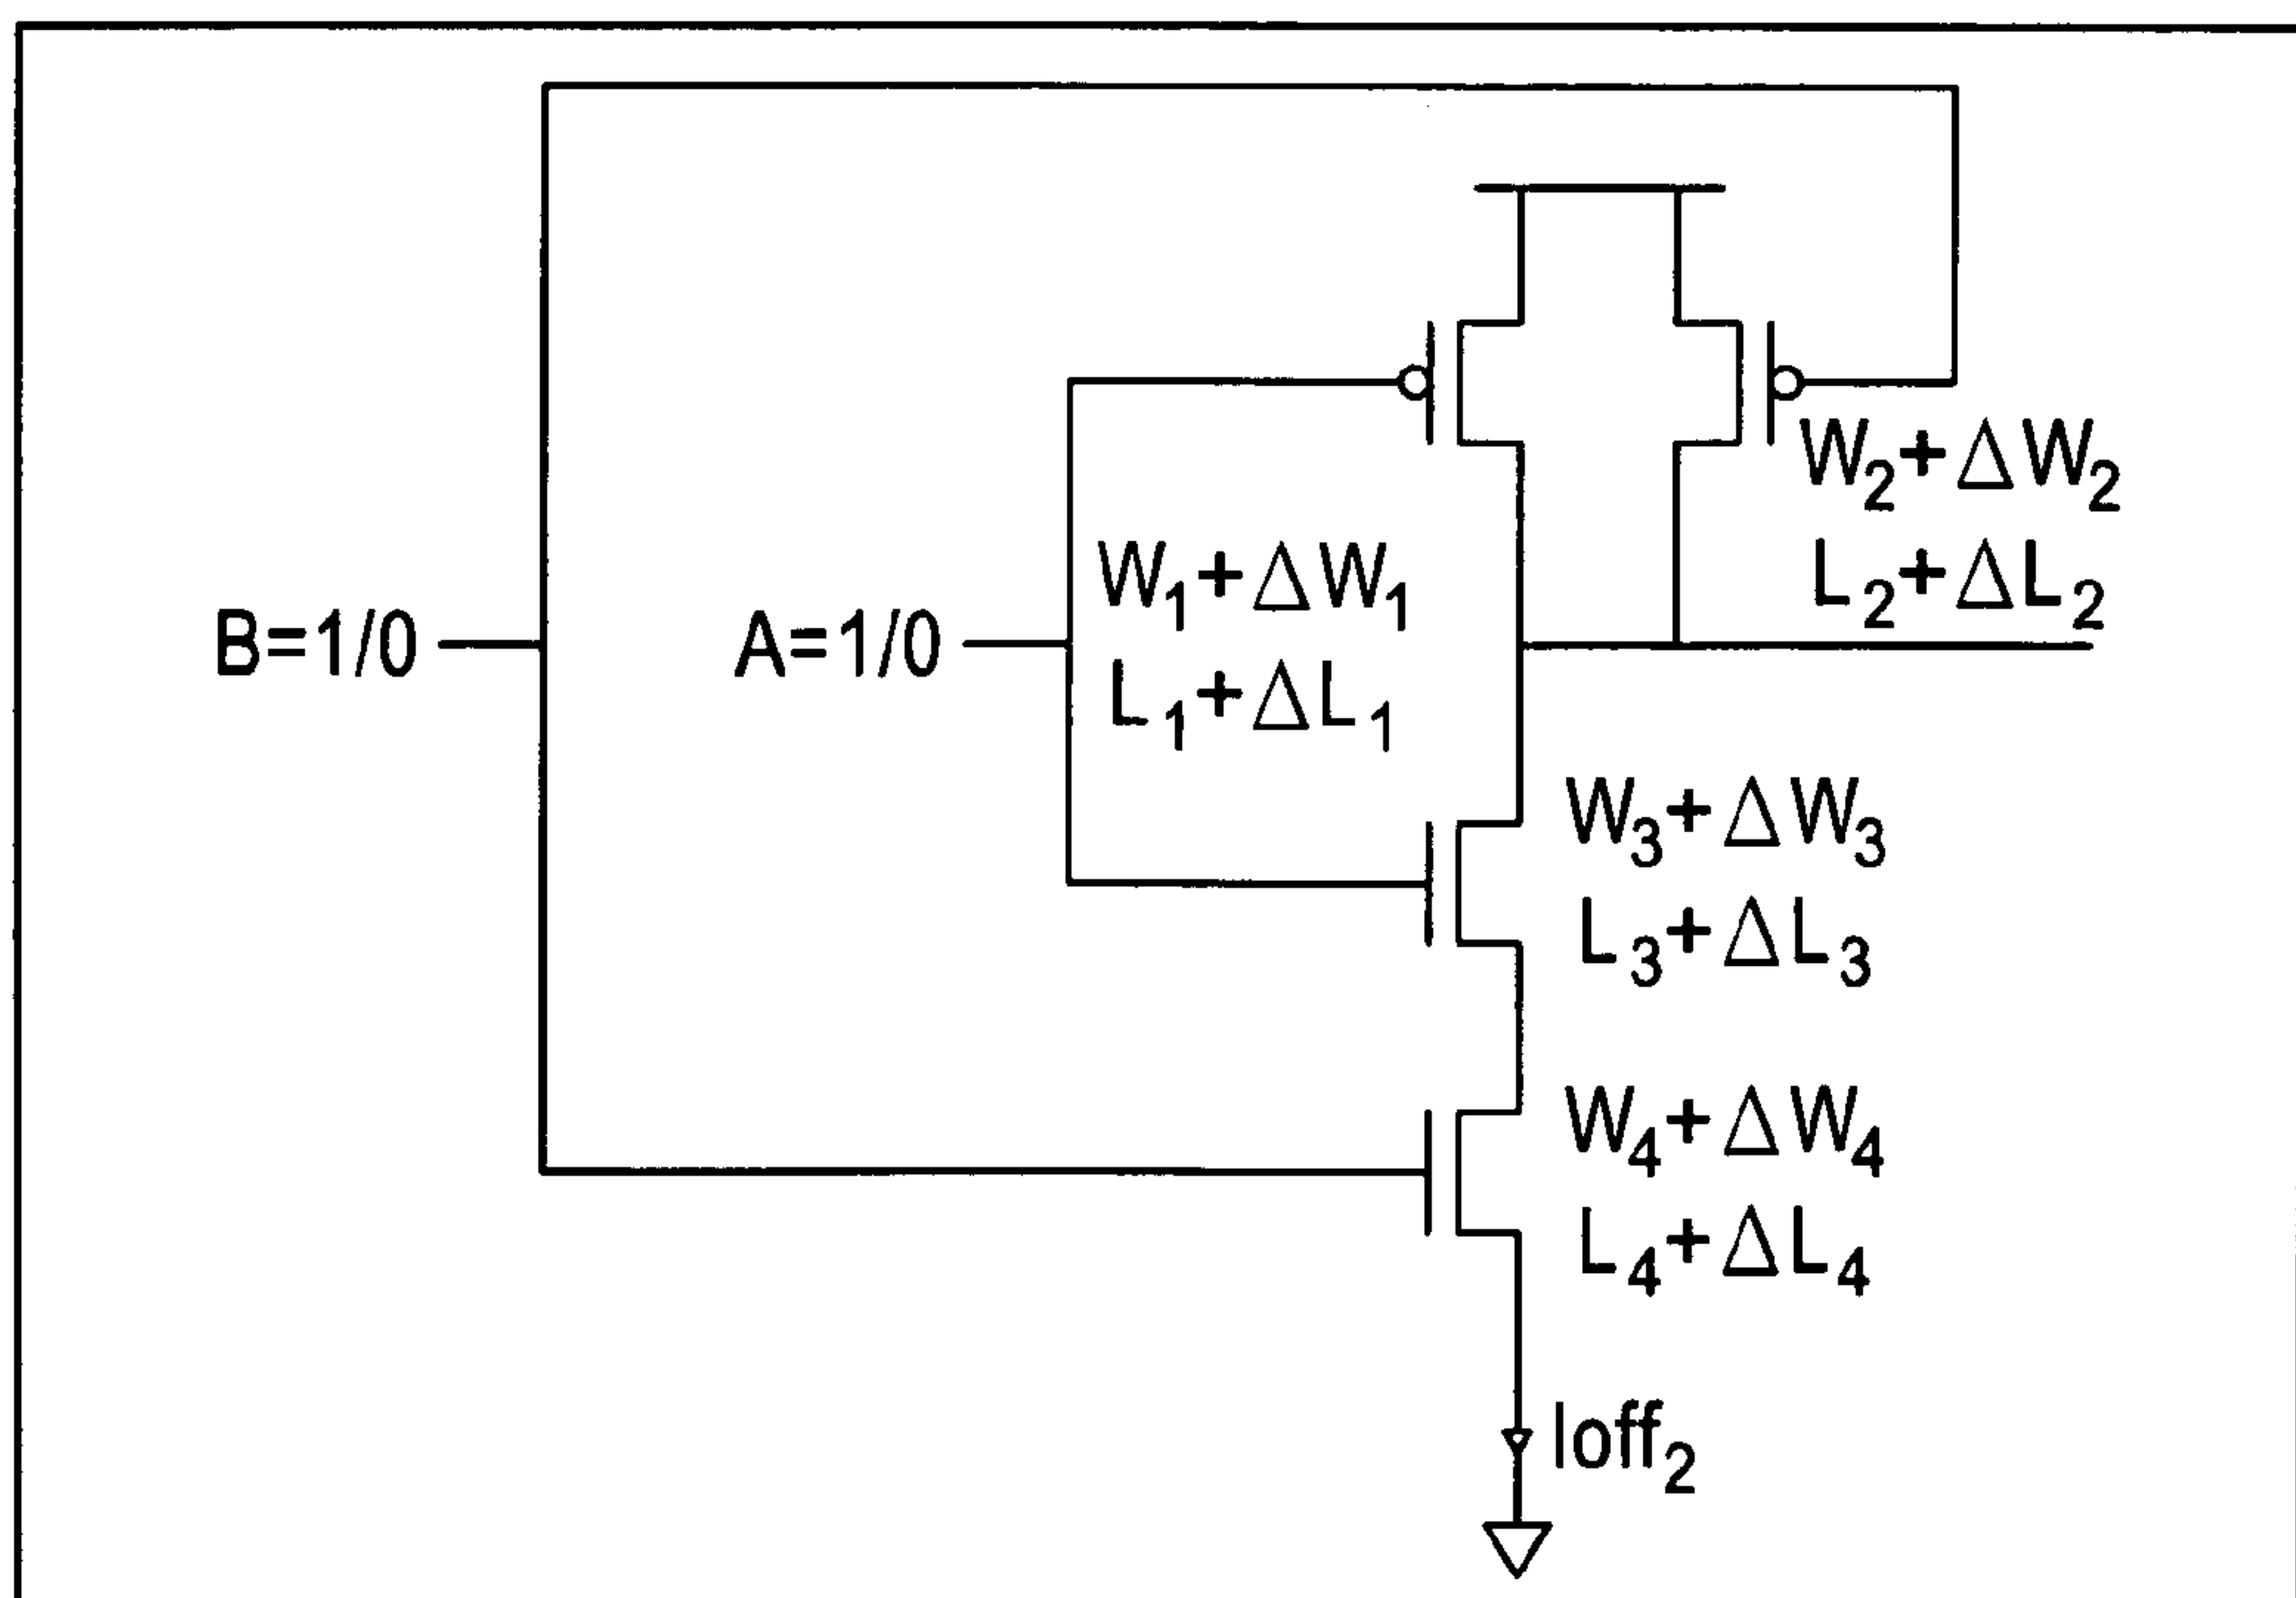 W₂+ΔW₂
L₂+ΔL₂
B=1/0
A=1/0
W₁+ΔW₁
L₁+ΔL₁
W₃+ΔW₃
L₃+ΔL₃
W₄+ΔW₄
L₄+ΔL₄
Ioff₂